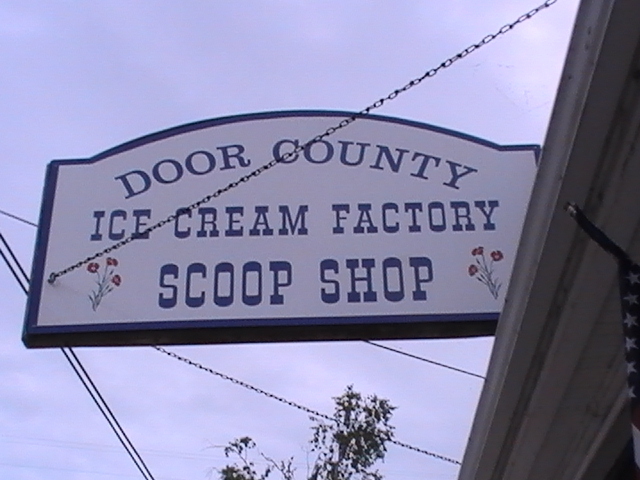 DOOR COUNTY
ICE CREAM FACTORY
SCOOP SHOP